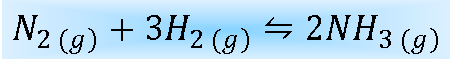 N₂ (g) + 3H₂ (g) ⇋ 2NH₃ (g)